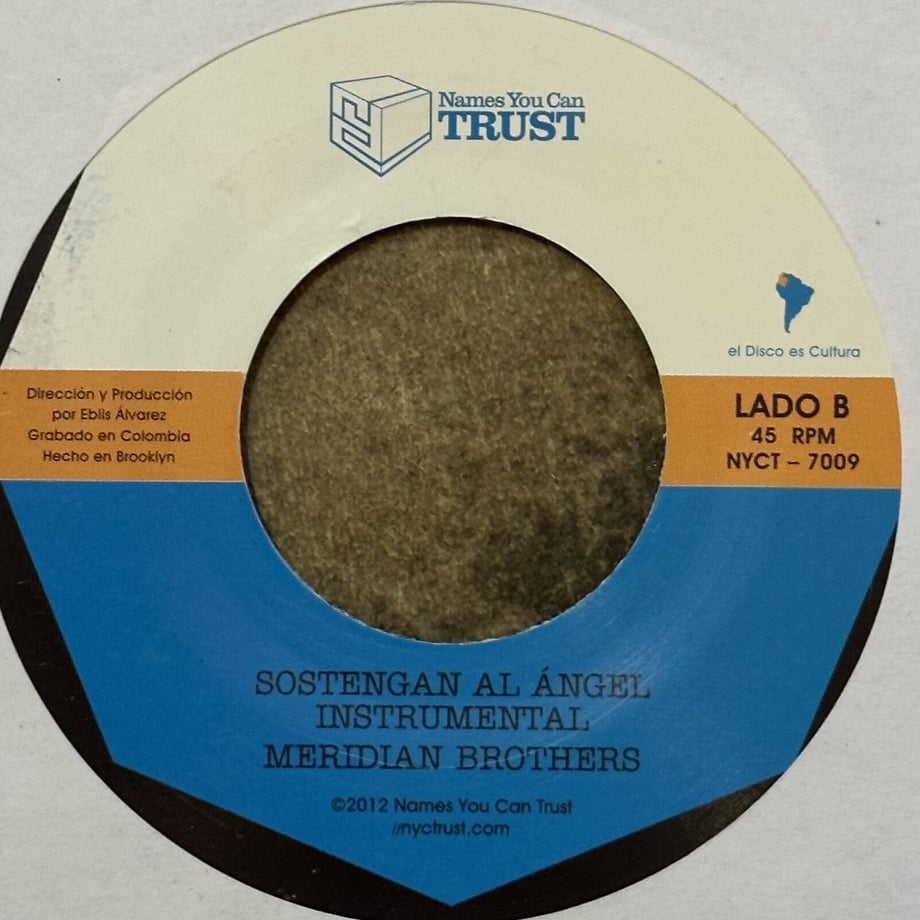 Names You Can
TRUST
el Disco es Cultura
Dirección y Producción
por Eblis Álvarez
Grabado en Colombia
Hecho en Brooklyn
LADO B
45 RPM
NYCT – 7009
SOSTENGAN AL ÁNGEL
INSTRUMENTAL
MERIDIAN BROTHERS
©2012 Names You Can Trust
//nyctrust.com